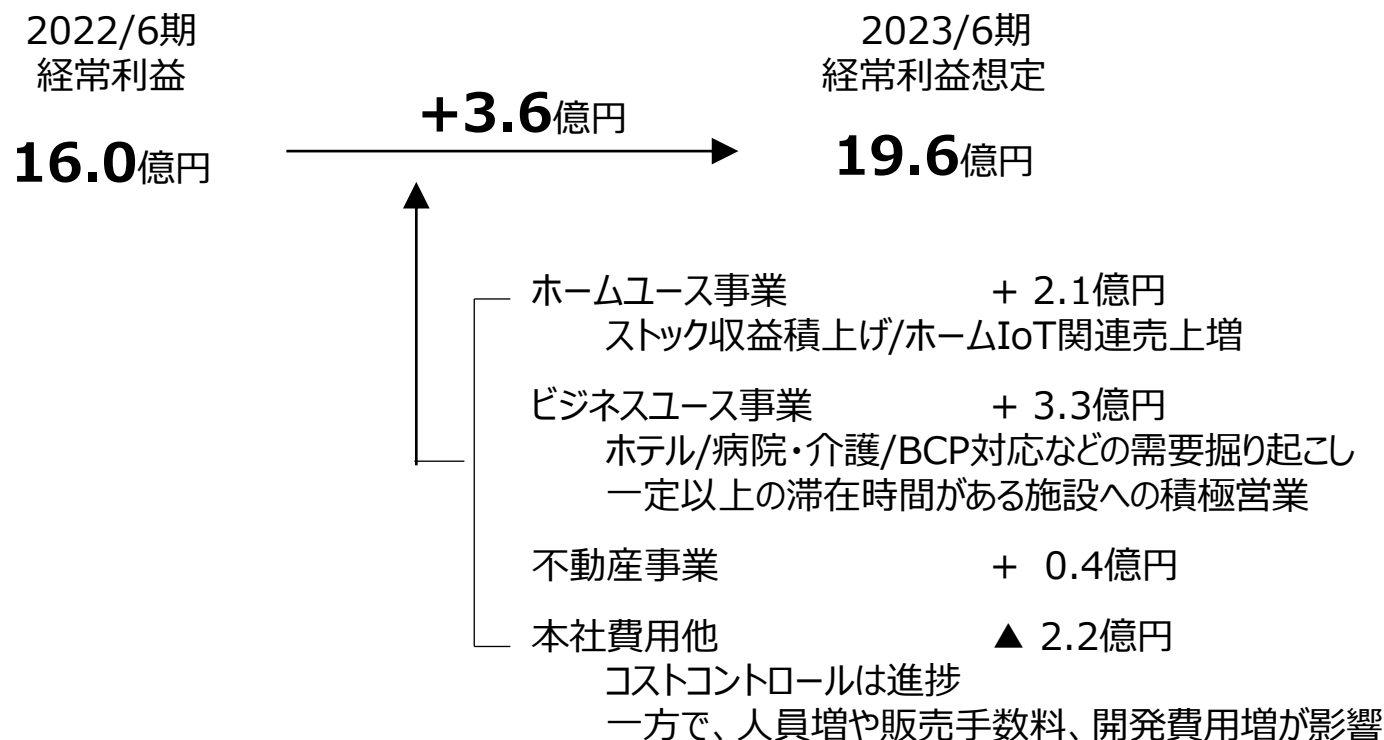 2022/6期
経常利益
16.0億円
+3.6億円
2023/6期
経常利益想定
19.6億円
ホームユース事業 + 2.1億円
ストック収益積上げ/ホームIoT関連売上増
ビジネスユース事業 + 3.3億円
ホテル/病院・介護/BCP対応などの需要掘り起こし
一定以上の滞在時間がある施設への積極営業
不動産事業 + 0.4億円
本社費用他 ▲ 2.2億円
コストコントロールは進捗
一方で、人員増や販売手数料、開発費用増が影響